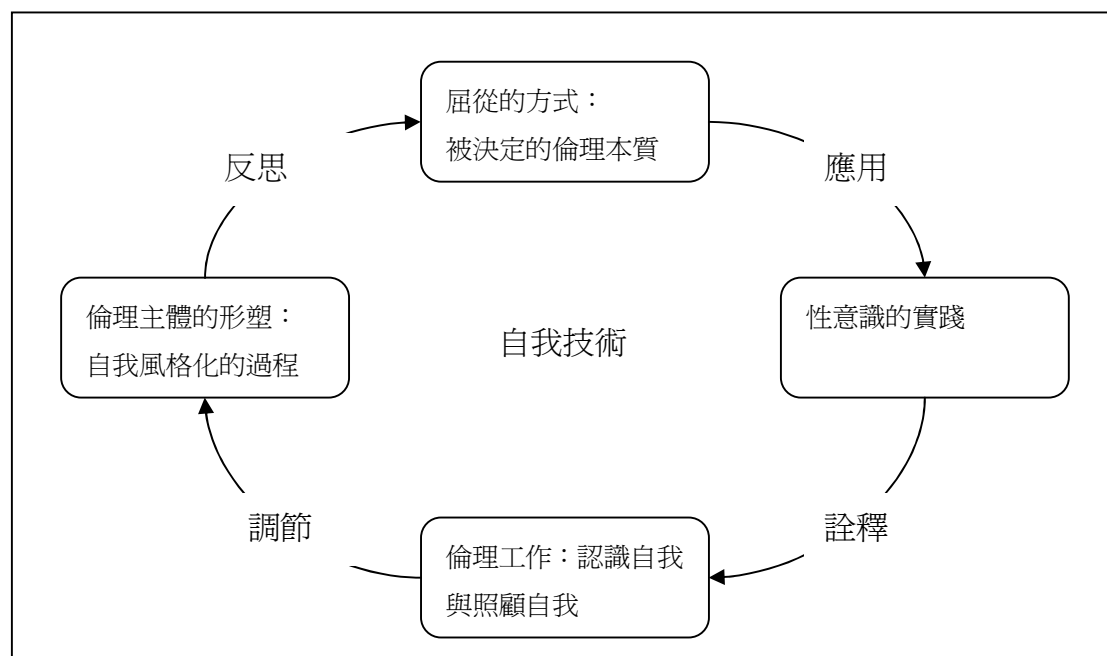 屈從的方式：
被決定的倫理本質
反思
應用
倫理主體的形塑：
自我風格化的過程
自我技術
性意識的實踐
調節
詮釋
倫理工作：認識自我
與照顧自我